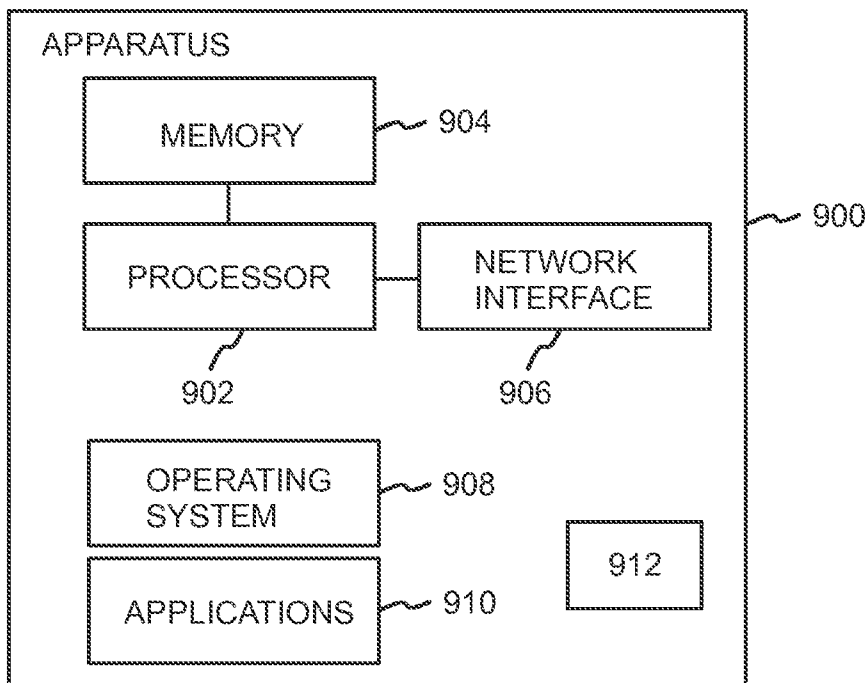 APPARATUS
MEMORY
904
900
PROCESSOR
NETWORK
INTERFACE
902
906
OPERATING
SYSTEM
908
912
APPLICATIONS
910